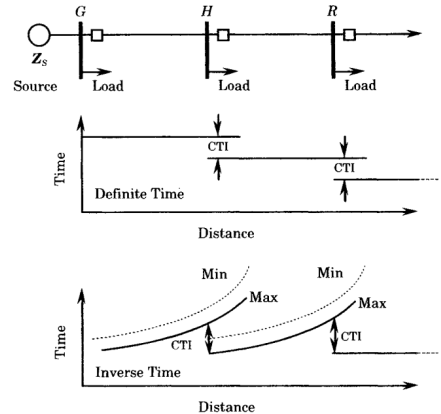 G H R
Z_S
Source Load Load Load
Time
CTI
CTI
Definite Time
Distance
Min Min
Max Max
Time
CTI CTI
Inverse Time
Distance